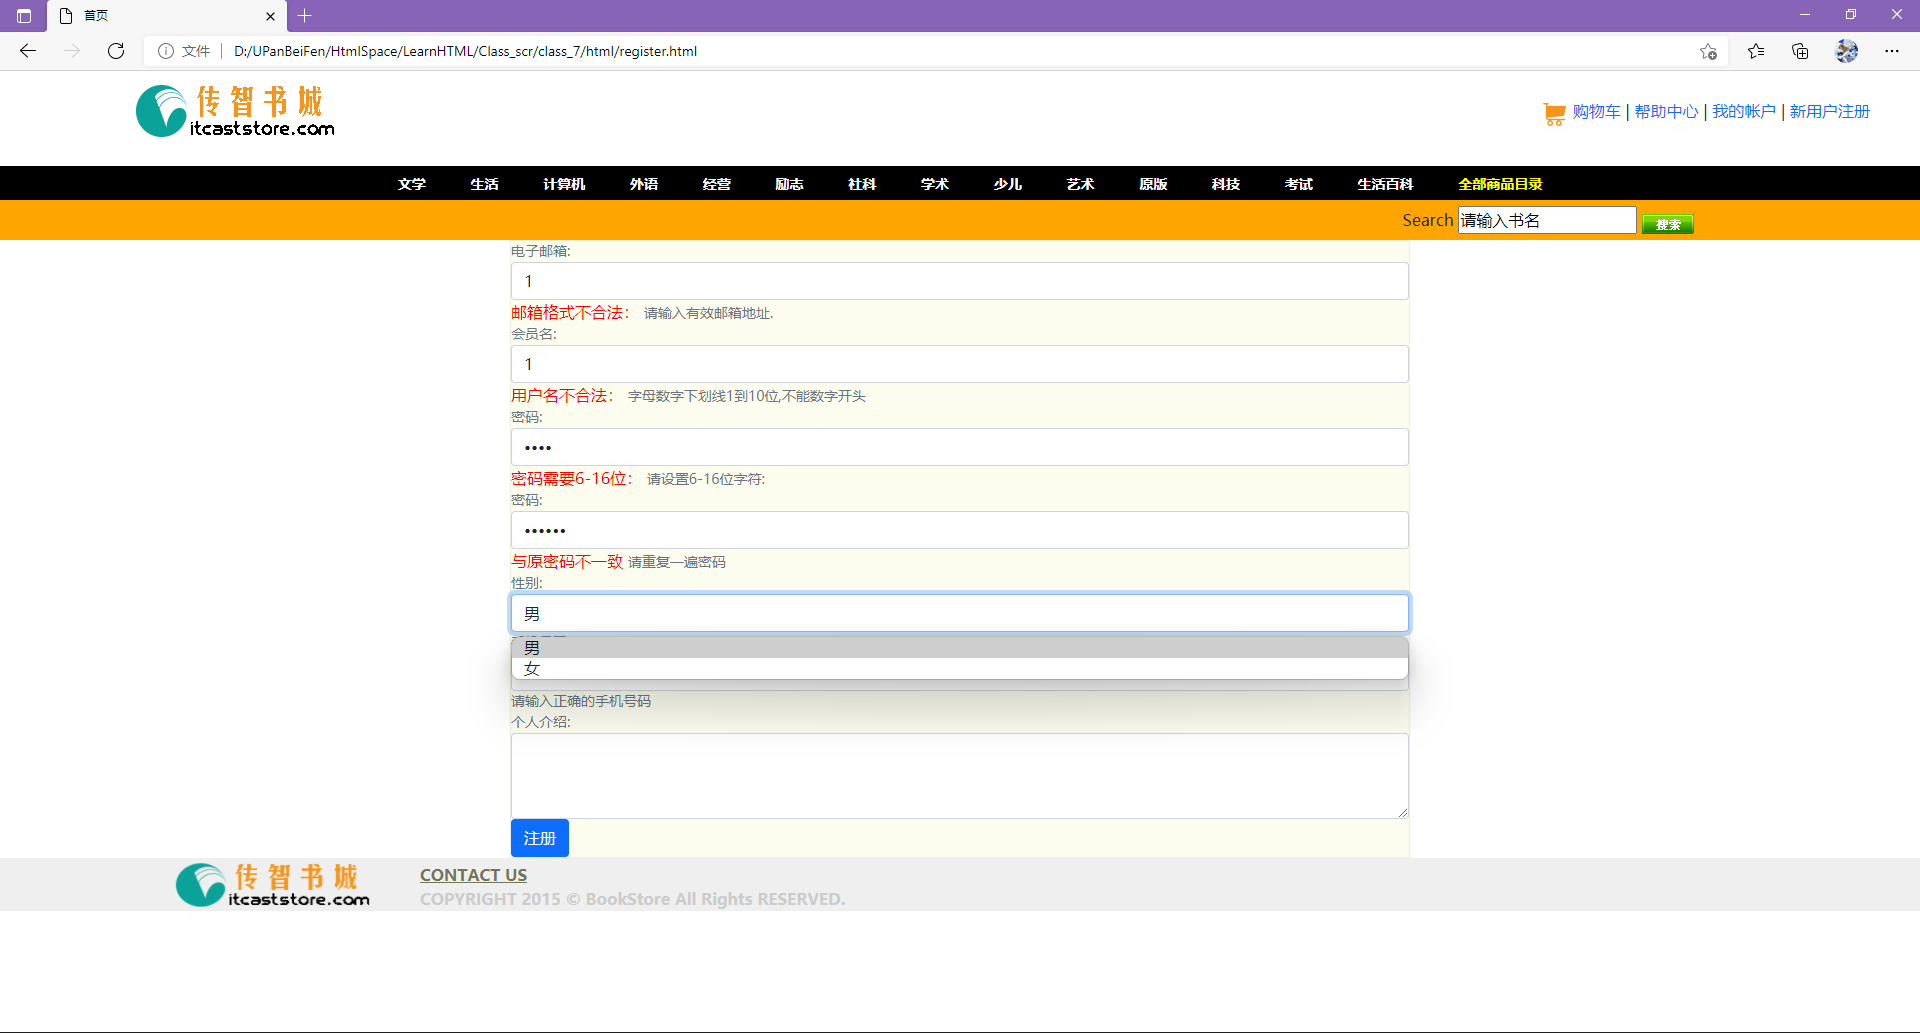 首页
文件 D:/UPanBeiFen/HtmlSpace/LearnHTML/Class_scr/class_7/html/register.html
传智书城
itcaststore.com
购物车 | 帮助中心 | 我的帐户 | 新用户注册
文学 生活 计算机 外语 经营 励志 社科 学术 少儿 艺术 原版 科技 考试 生活百科 全部商品目录
Search 请输入书名 搜索
电子邮箱:
1
邮箱格式不合法: 请输入有效邮箱地址.
会员名:
1
用户名不合法: 字母数字下划线1到10位,不能数字开头
密码:
••••
密码需要6-16位: 请设置6-16位字符:
密码:
••••••
与原密码不一致 请重复一遍密码
性别:
男
男
女
请输入正确的手机号码
个人介绍:
注册
传智书城
itcaststore.com
CONTACT US
COPYRIGHT 2015 © BookStore All Rights RESERVED.